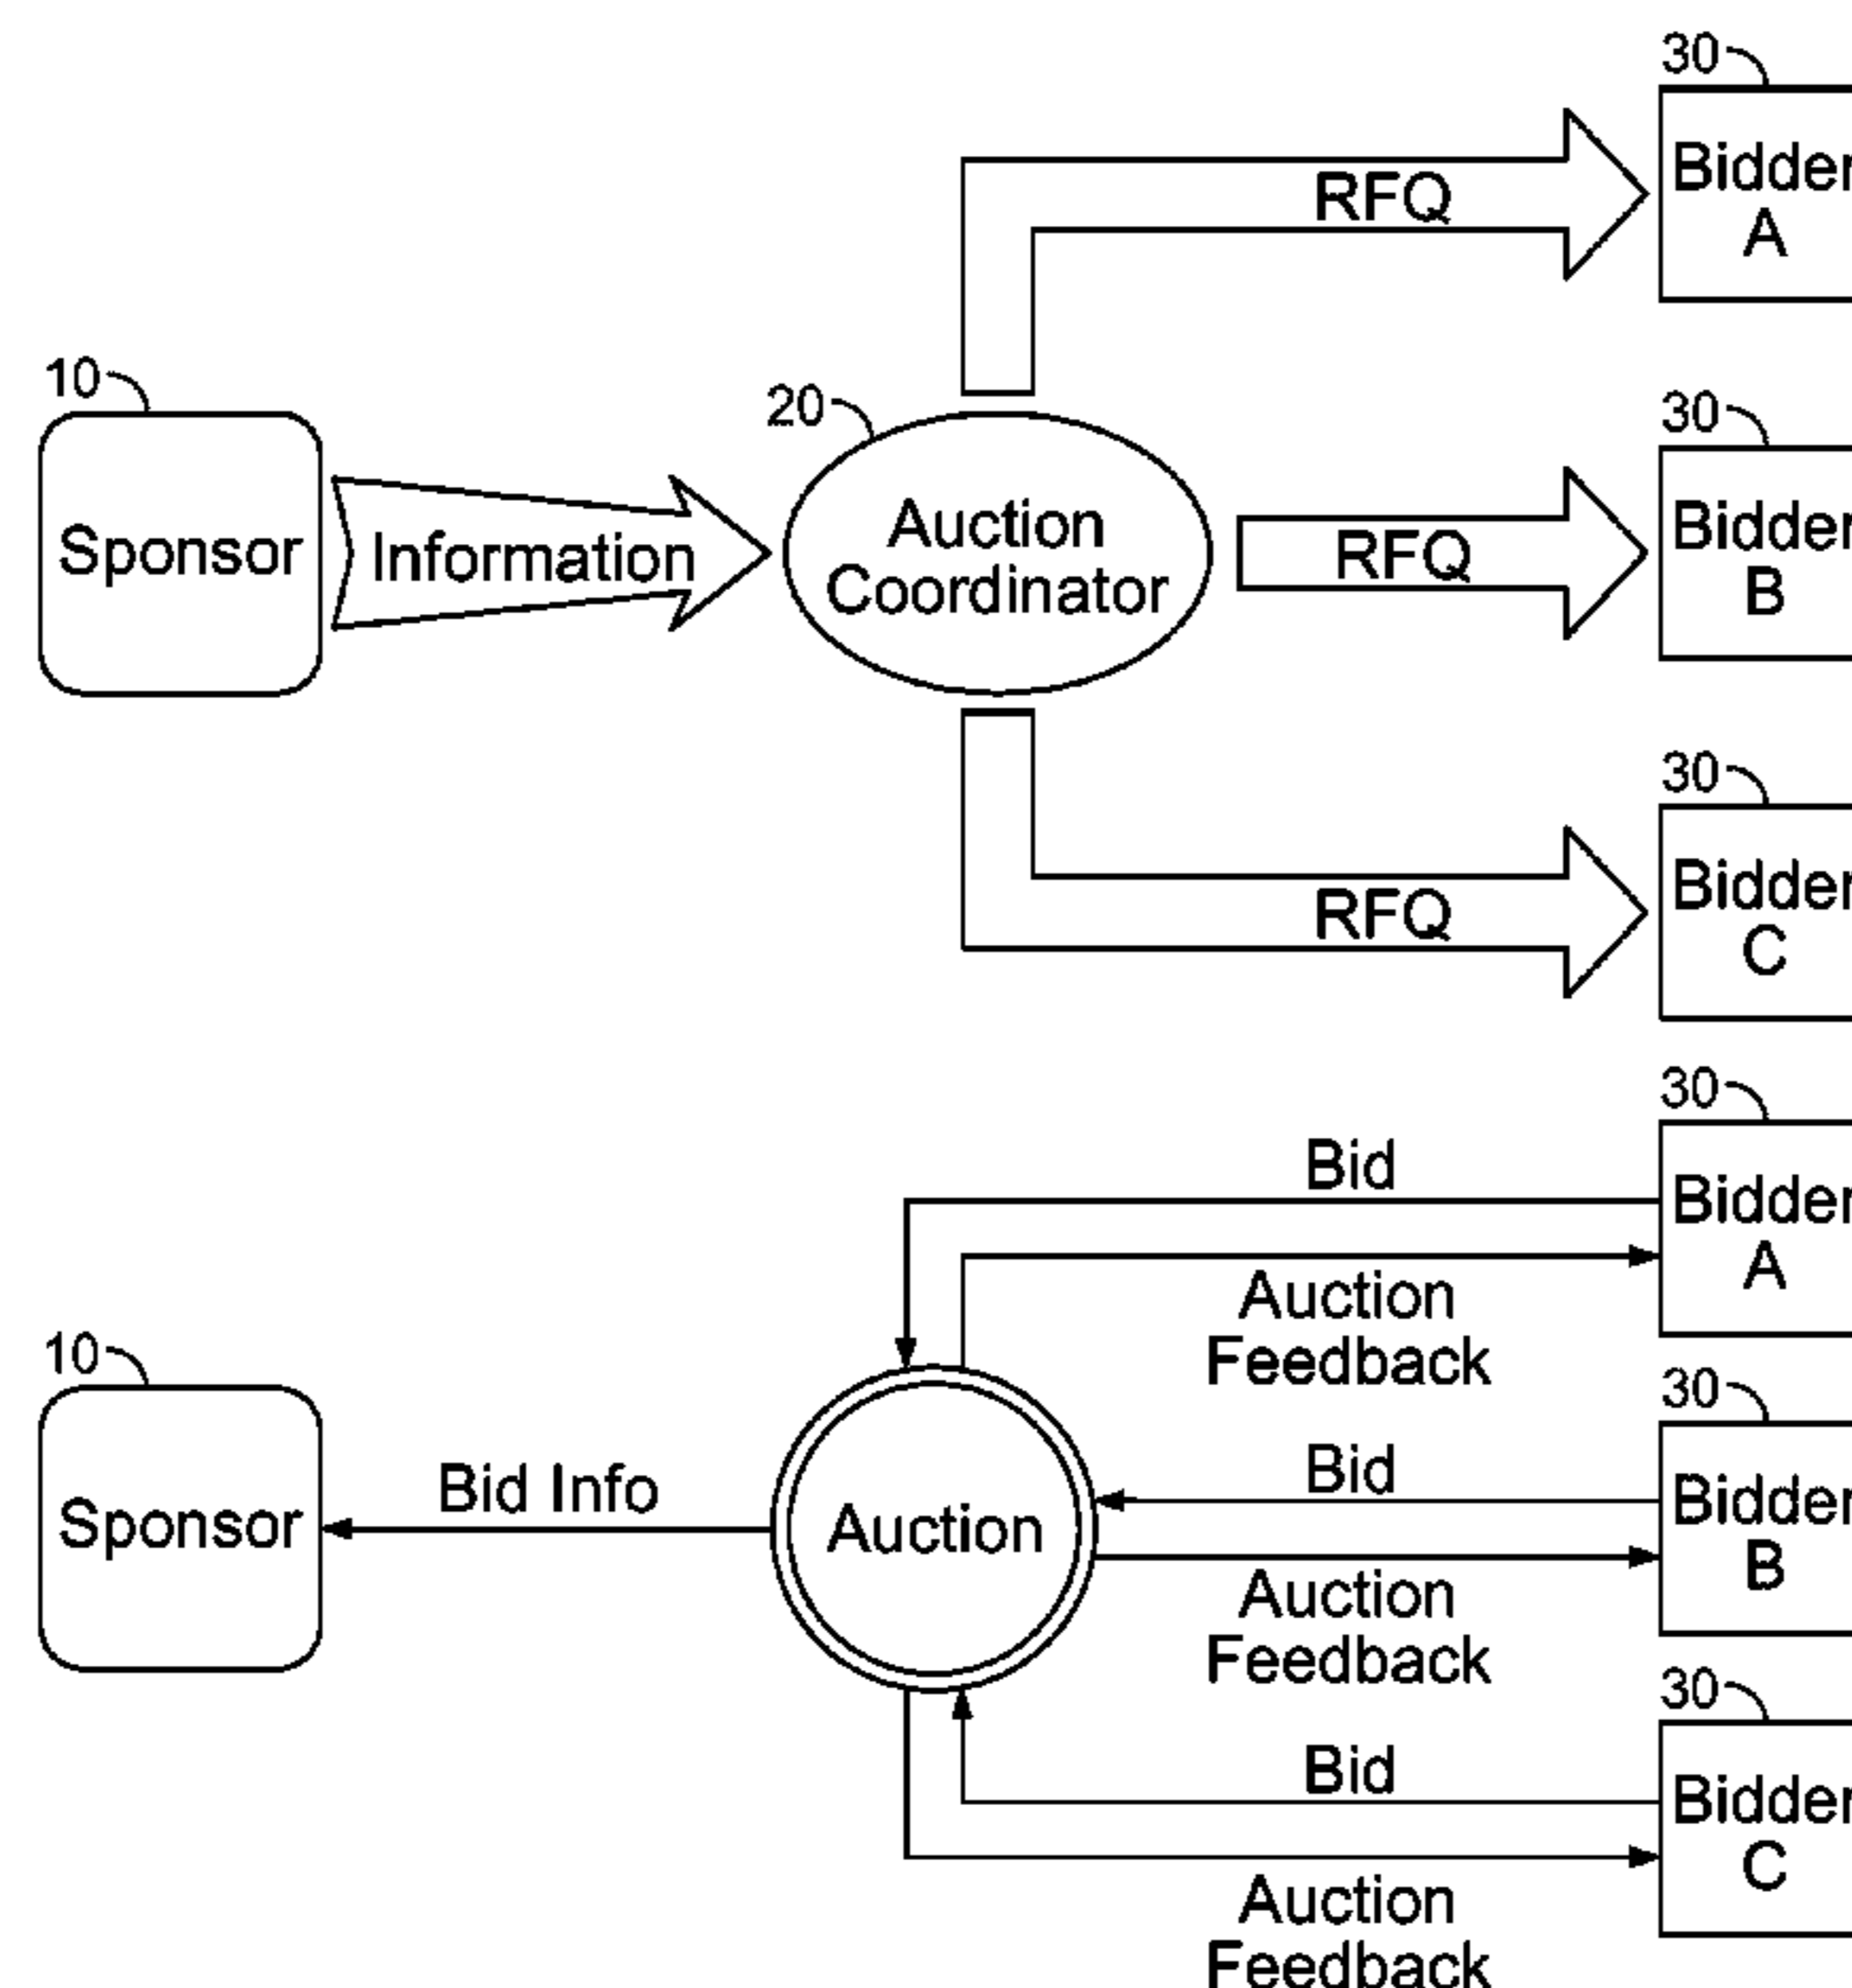 30
Bidder
A
RFQ
10
Sponsor
Information
20
Auction
Coordinator
RFQ
30
Bidder
B
30
Bidder
C
RFQ
30
Bidder
A
Bid
Auction
Feedback
10
Sponsor
Bid Info
Auction
30
Bidder
B
Bid
Auction
Feedback
30
Bidder
C
Bid
Auction
Feedback